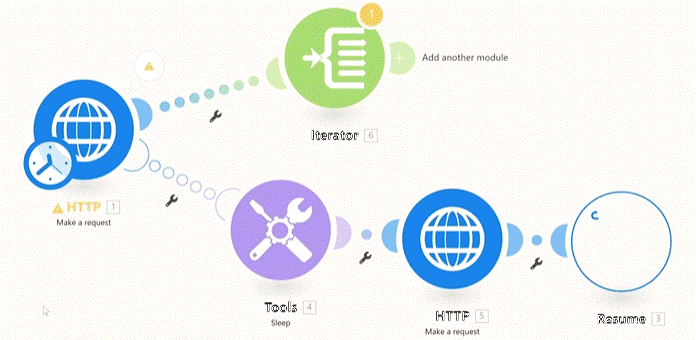 1
Add another module
Iterator 6
HTTP 1
Make a request
Tools 4
Sleep
HTTP 5
Make a request
Resume 3